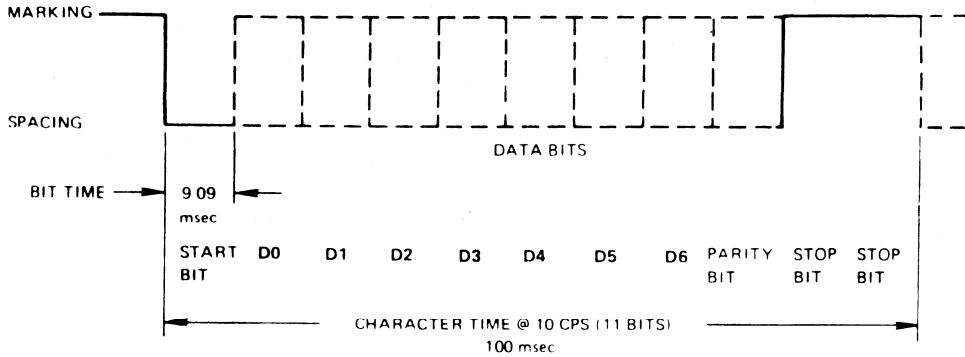 MARKING
SPACING
DATA BITS
BIT TIME
9 09
msec
START BIT
D0
D1
D2
D3
D4
D5
D6
PARITY BIT
STOP BIT
STOP BIT
CHARACTER TIME @ 10 CPS (11 BITS)
100 msec